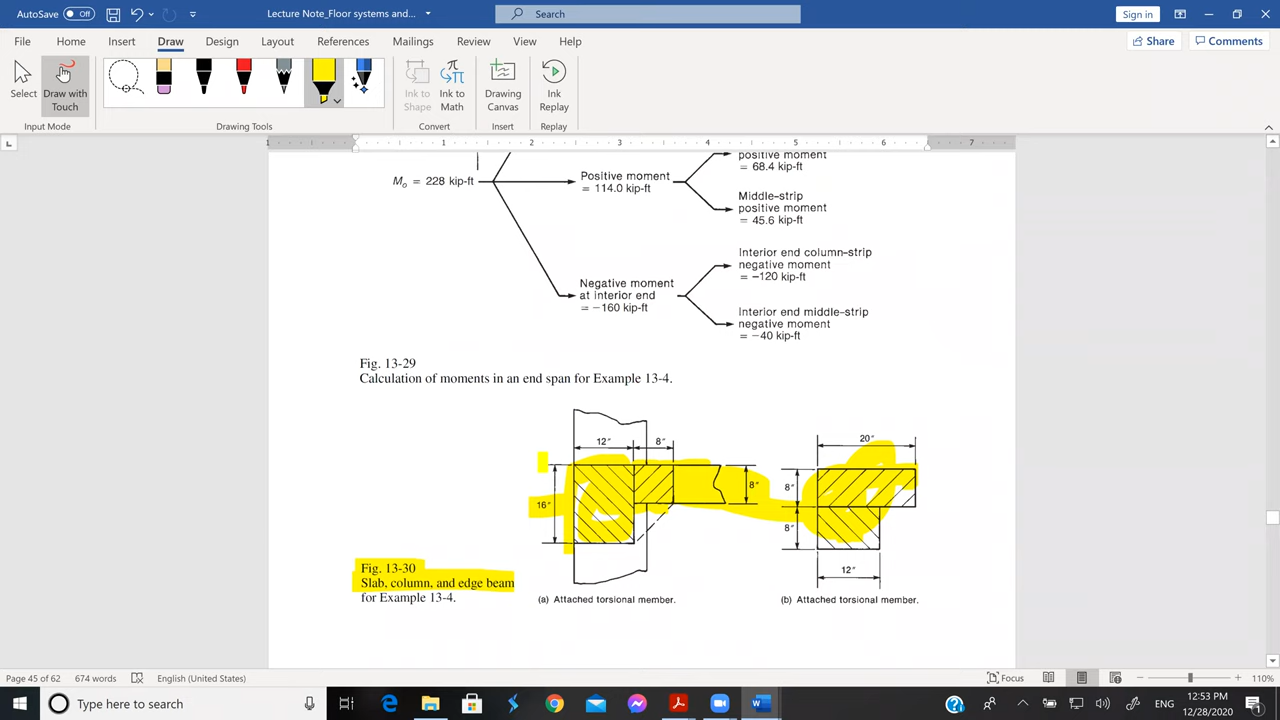 AutoSave Off
Lecture Note_Floor systems and...
Search
Sign in
File Home Insert Draw Design Layout References Mailings Review View Help
Share
Comments
Select
Draw with Touch
Ink to Shape
Ink to Math
Drawing Canvas
Ink Replay
Input Mode
Drawing Tools
Convert
Insert
Replay
1 1 2 3 4 5 6 7
positive moment
= 68.4 kip-ft
Mo = 228 kip-ft
Positive moment
= 114.0 kip-ft
Middle-strip
positive moment
= 45.6 kip-ft
Interior end column-strip
negative moment
= -120 kip-ft
Negative moment
at interior end
= -160 kip-ft
Interior end middle-strip
negative moment
= -40 kip-ft
Fig. 13-29
Calculation of moments in an end span for Example 13-4.
12" 8"
16"
8"
20"
8"
8"
12"
Fig. 13-30
Slab, column, and edge beam
for Example 13-4.
(a) Attached torsional member.
(b) Attached torsional member.
Page 45 of 62
674 words
English (United States)
Focus
110%
Type here to search
ENG
12:53 PM
12/28/2020